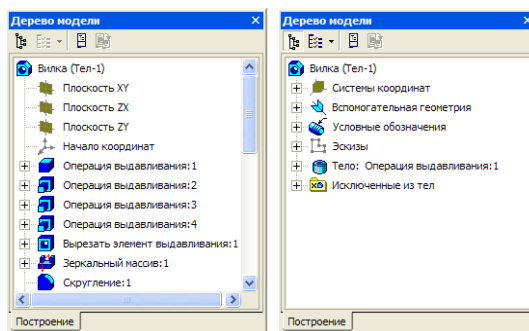 Дерево модели
Вилка (Тел-1)
Плоскость XY
Плоскость ZX
Плоскость ZY
Начало координат
Операция выдавливания:1
Операция выдавливания:2
Операция выдавливания:3
Операция выдавливания:4
Вырезать элемент выдавливания:1
Зеркальный массив:1
Скругление:1
Построение
Дерево модели
Вилка (Тел-1)
Системы координат
Вспомогательная геометрия
Условные обозначения
Эскизы
Тело: Операция выдавливания:1
Исключенные из тел
Построение